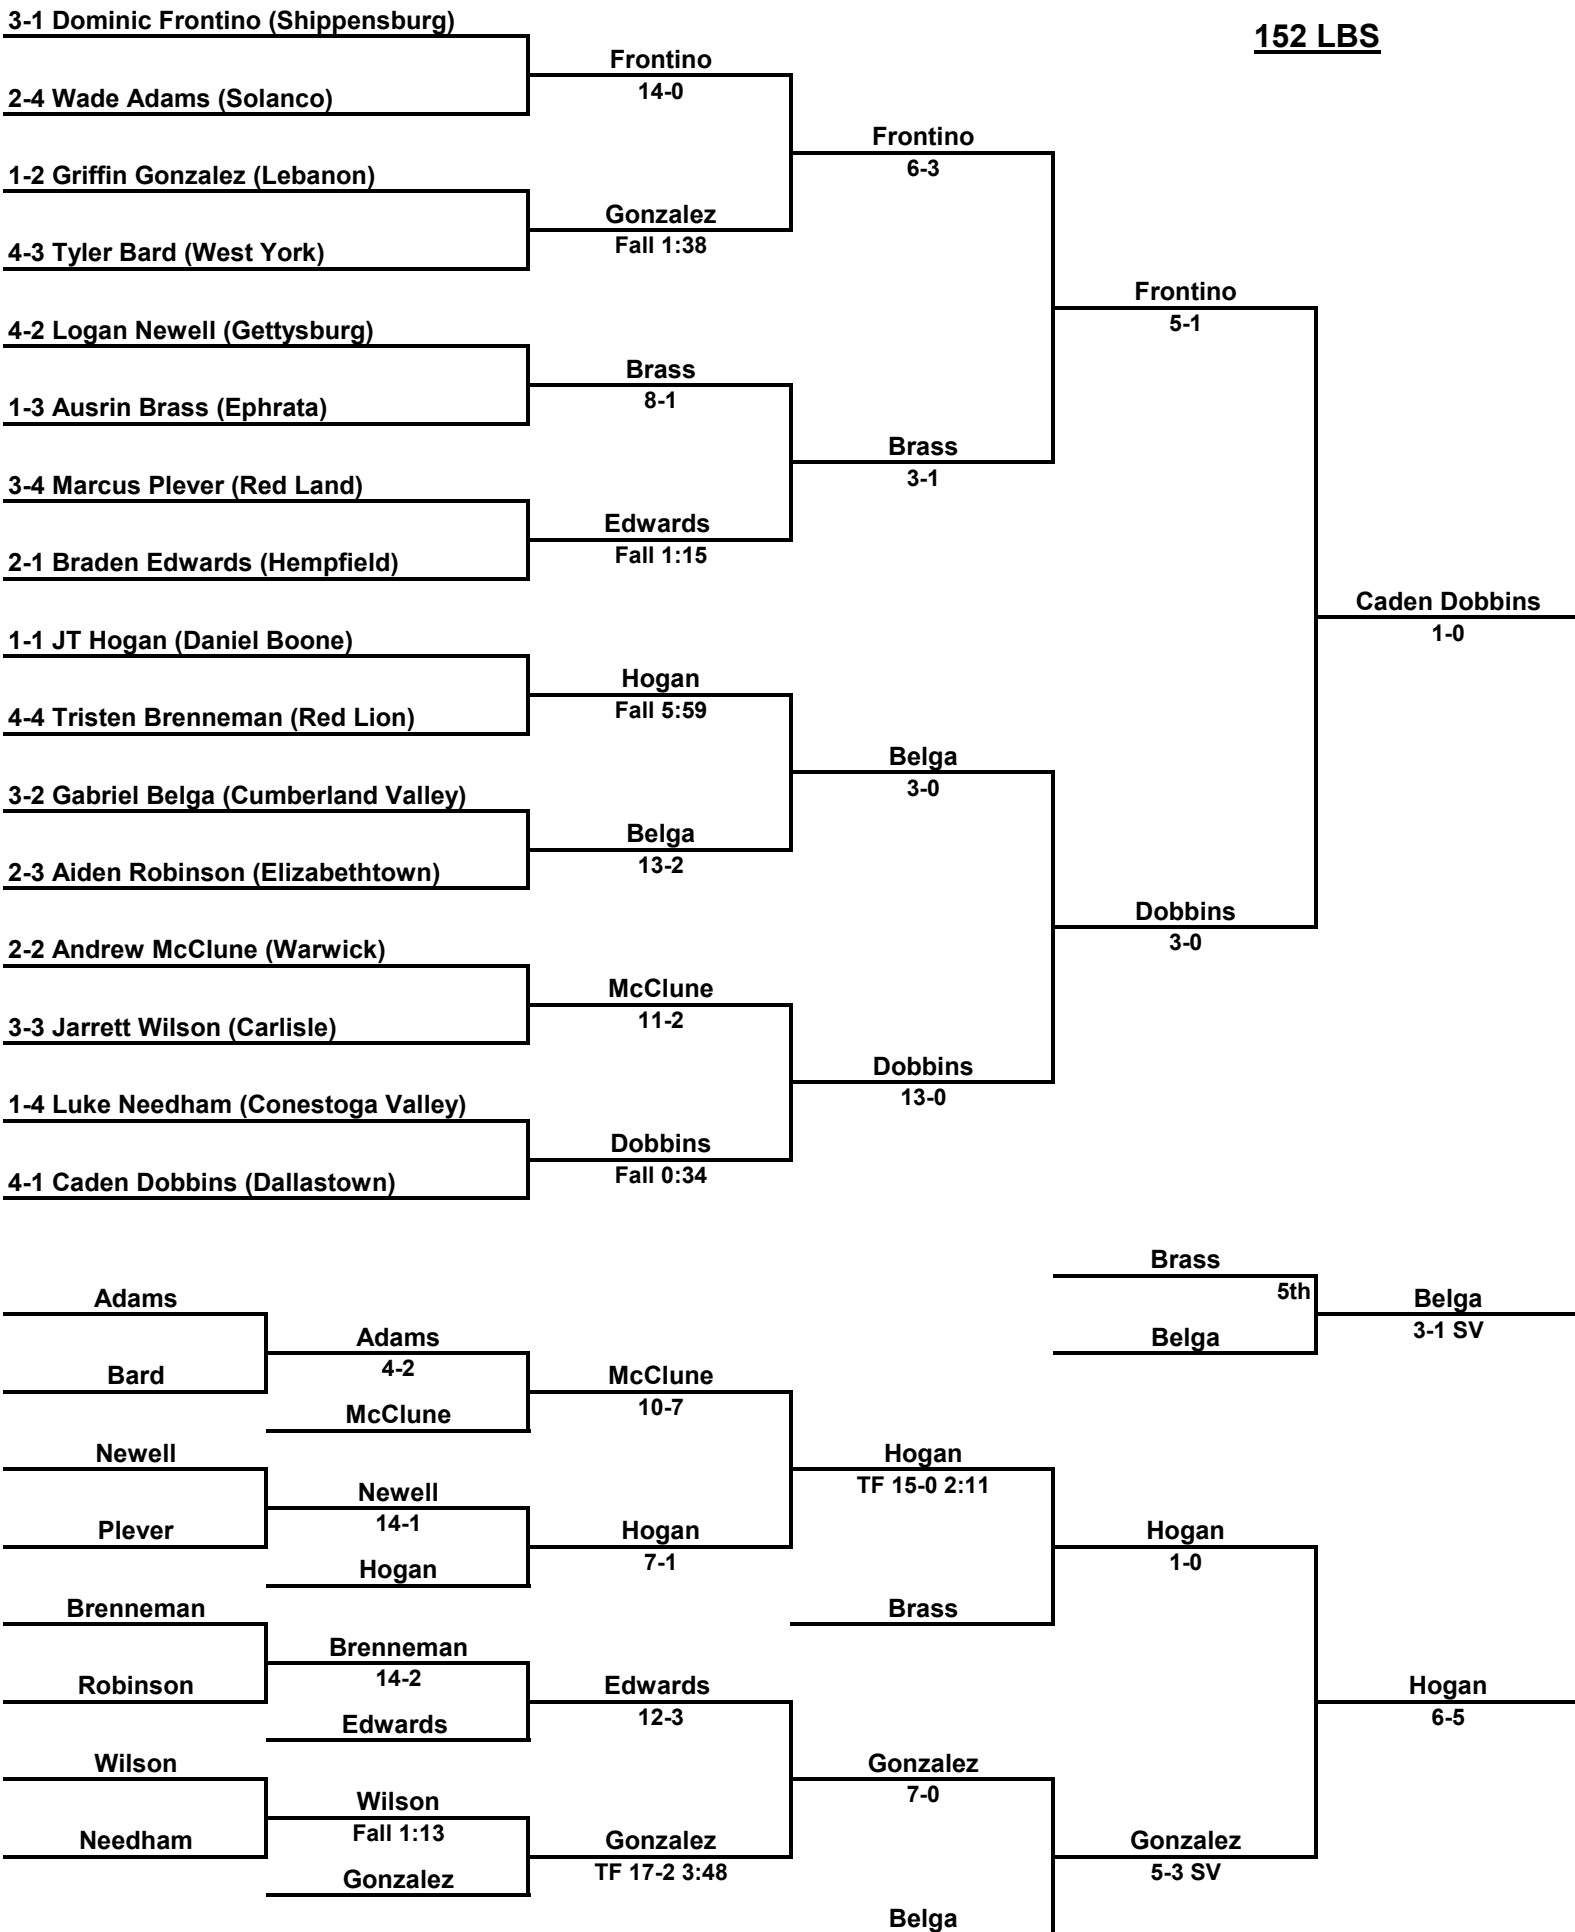 3-1 Dominic Frontino (Shippensburg)
152 LBS
Frontino
14-0
2-4 Wade Adams (Solanco)
Frontino
6-3
1-2 Griffin Gonzalez (Lebanon)
Gonzalez
Fall 1:38
4-3 Tyler Bard (West York)
Frontino
5-1
4-2 Logan Newell (Gettysburg)
Brass
8-1
1-3 Ausrin Brass (Ephrata)
Brass
3-1
3-4 Marcus Plever (Red Land)
Edwards
Fall 1:15
2-1 Braden Edwards (Hempfield)
Caden Dobbins
1-0
1-1 JT Hogan (Daniel Boone)
Hogan
Fall 5:59
4-4 Tristen Brenneman (Red Lion)
Belga
3-0
3-2 Gabriel Belga (Cumberland Valley)
Belga
13-2
2-3 Aiden Robinson (Elizabethtown)
Dobbins
3-0
2-2 Andrew McClune (Warwick)
McClune
11-2
3-3 Jarrett Wilson (Carlisle)
Dobbins
13-0
1-4 Luke Needham (Conestoga Valley)
Dobbins
Fall 0:34
4-1 Caden Dobbins (Dallastown)
Brass
5th
Belga
3-1 SV
Belga
Adams
Adams
4-2
Bard
McClune
10-7
McClune
Newell
Hogan
TF 15-0 2:11
Newell
14-1
Plever
Hogan
7-1
Hogan
1-0
Hogan
Brenneman
Brass
Brenneman
14-2
Robinson
Edwards
12-3
Hogan
6-5
Edwards
Wilson
Gonzalez
7-0
Wilson
Fall 1:13
Needham
Gonzalez
TF 17-2 3:48
Gonzalez
5-3 SV
Gonzalez
Belga